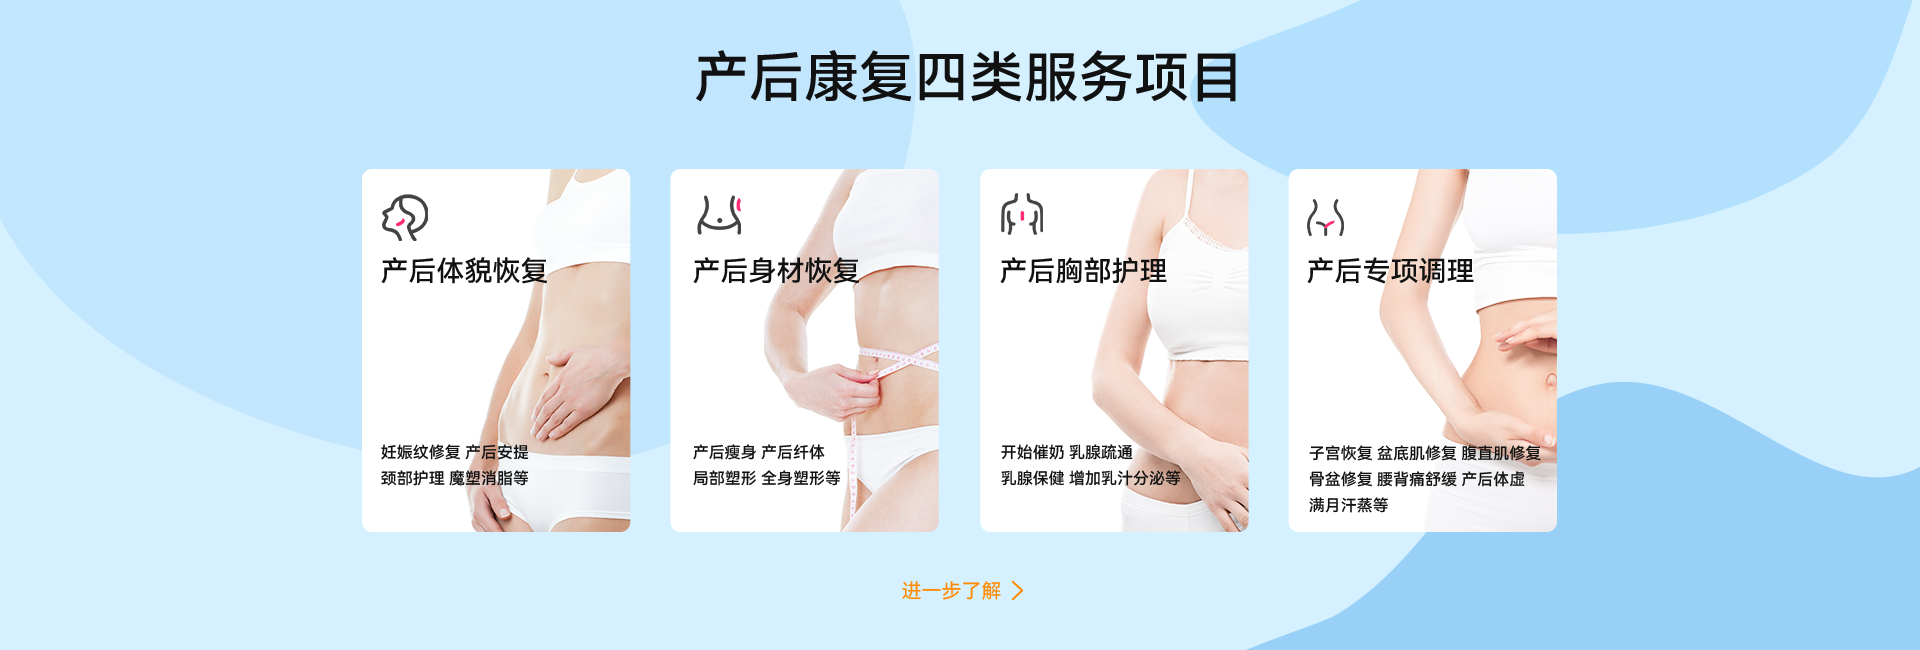 产后康复四类服务项目
产后体貌恢复
妊娠纹修复 产后安提
颈部护理 魔塑消脂等
产后身材恢复
产后瘦身 产后纤体
局部塑形 全身塑形等
产后胸部护理
开始催奶 乳腺疏通
乳腺保健 增加乳汁分泌等
产后专项调理
子宫恢复 盆底肌修复 腹直肌修复
骨盆修复 腰背痛舒缓 产后体虚
满月汗蒸等
进一步了解